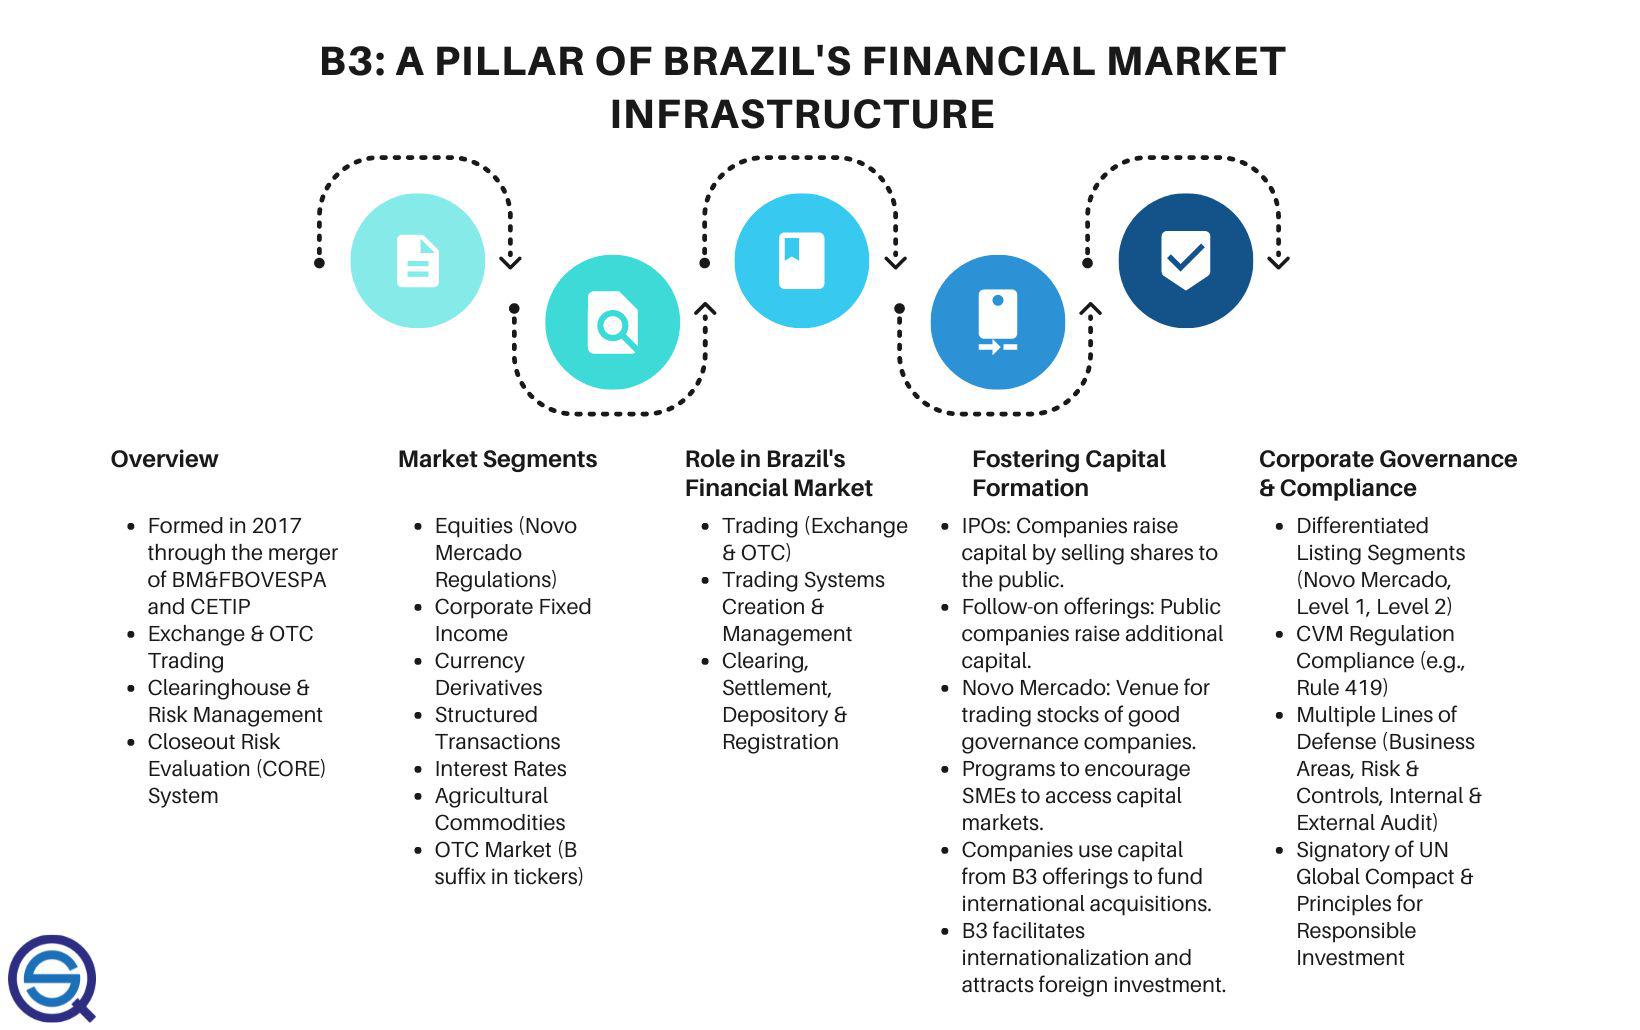 B3: A PILLAR OF BRAZIL'S FINANCIAL MARKET
INFRASTRUCTURE
Overview
• Formed in 2017
through the merger
of BM&FBOVESPA
and CETIP
• Exchange & OTC
Trading
• Clearinghouse &
Risk Management
• Closeout Risk
Evaluation (CORE)
System
Market Segments
• Equities (Novo
Mercado
Regulations)
• Corporate Fixed
Income
• Currency
Derivatives
• Structured
Transactions
• Interest Rates
• Agricultural
Commodities
• OTC Market (B
suffix in tickers)
Role in Brazil's
Financial Market
• Trading (Exchange
& OTC)
• Trading Systems
Creation &
Management
• Clearing,
Settlement,
Depository &
Registration
Fostering Capital
Formation
• IPOs: Companies raise
capital by selling shares to
the public.
• Follow-on offerings: Public
companies raise additional
capital.
• Novo Mercado: Venue for
trading stocks of good
governance companies.
• Programs to encourage
SMEs to access capital
markets.
• Companies use capital
from B3 offerings to fund
international acquisitions.
• B3 facilitates
internationalization and
attracts foreign investment.
Corporate Governance
& Compliance
• Differentiated
Listing Segments
(Novo Mercado,
Level 1, Level 2)
• CVM Regulation
Compliance (e.g.,
Rule 419)
• Multiple Lines of
Defense (Business
Areas, Risk &
Controls, Internal &
External Audit)
• Signatory of UN
Global Compact &
Principles for
Responsible
Investment